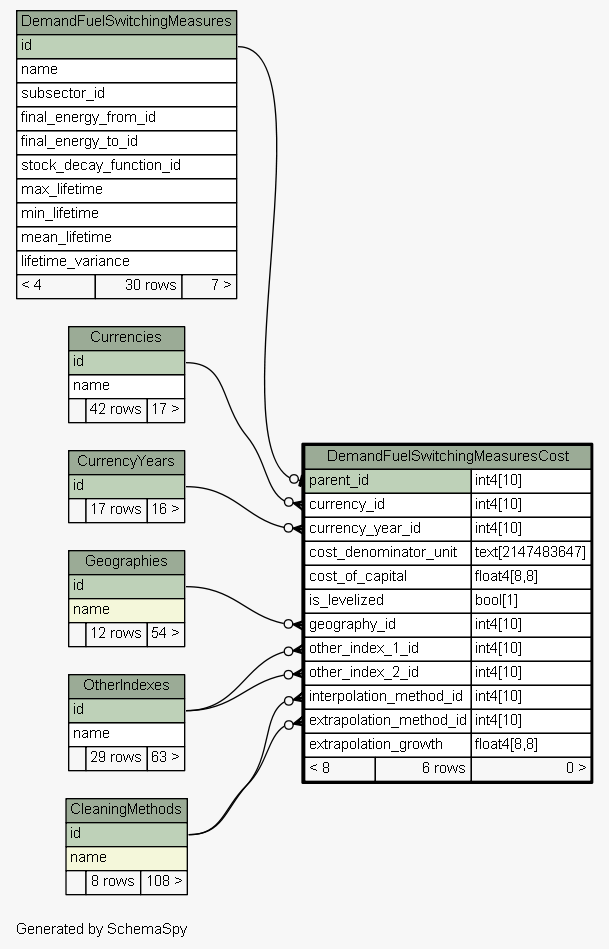 DemandFuelSwitchingMeasures
id
name
subsector_id
final_energy_from_id
final_energy_to_id
stock_decay_function_id
max_lifetime
min_lifetime
mean_lifetime
lifetime_variance
< 4 30 rows 7 >
Currencies
id
name
42 rows 17 >
CurrencyYears
id
17 rows 16 >
Geographies
id
name
12 rows 54 >
OtherIndexes
id
name
29 rows 63 >
CleaningMethods
id
name
8 rows 108 >
DemandFuelSwitchingMeasuresCost
parent_id int4[10]
currency_id int4[10]
currency_year_id int4[10]
cost_denominator_unit text[2147483647]
cost_of_capital float4[8,8]
is_levelized bool[1]
geography_id int4[10]
other_index_1_id int4[10]
other_index_2_id int4[10]
interpolation_method_id int4[10]
extrapolation_method_id int4[10]
extrapolation_growth float4[8,8]
< 8 6 rows 0 >
Generated by SchemaSpy